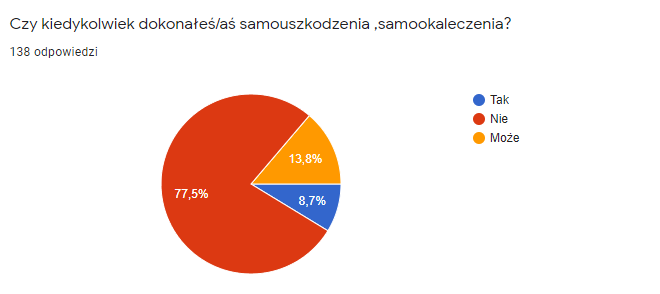 Czy kiedykolwiek dokonałeś/aś samouszkodzenia ,samookaleczenia?
138 odpowiedzi
Tak
Nie
Może
13,8%
77,5%
8,7%